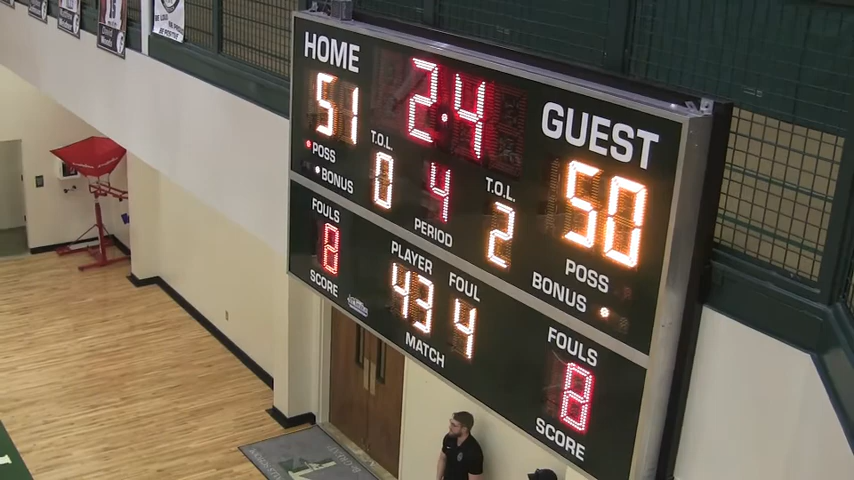 HOME
51
2.4
GUEST
50
POSS
BONUS
T.O.L.
0
4
PERIOD
T.O.L.
2
POSS
BONUS
FOULS
8
SCORE
PLAYER
43
FOUL
4
MATCH
FOULS
8
SCORE